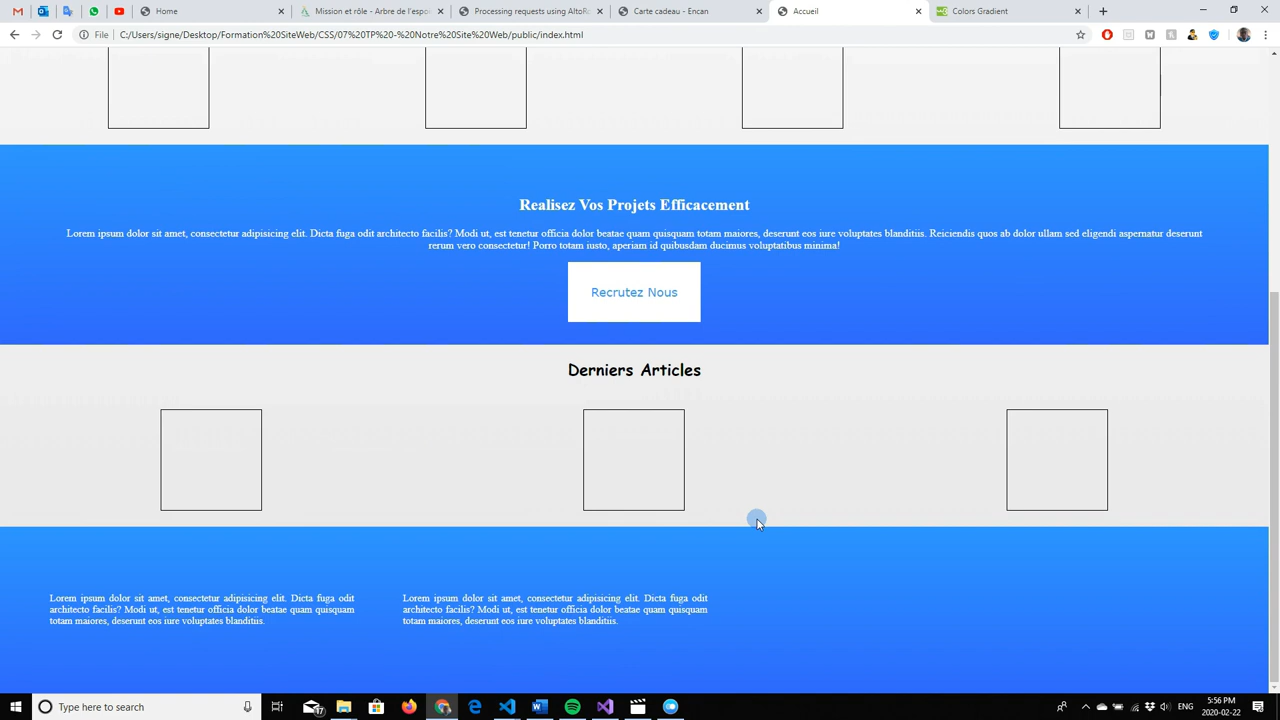 Home
Mission et rôle - Arbre de l'espoi
Processing requests using AltoRo
Carte cadeau - Encan
Accueil
Colors Gradient
File
C:/Users/signe/Desktop/Formation%20SiteWeb/CSS/07%20TP%20-%20Notre%20Site%20Web/public/index.html
Realisez Vos Projets Efficacement
Lorem ipsum dolor sit amet, consectetur adipisicing elit. Dicta fuga odit architecto facilis? Modi ut, est tenetur officia dolor beatae quam quisquam totam maiores, deserunt eos iure voluptates blanditiis. Reiciendis quos ab dolor ullam sed eligendi aspernatur deserunt
rerum vero consectetur! Porro totam iusto, aperiam id quibusdam ducimus voluptatibus minima!
Recrutez Nous
Derniers Articles
Lorem ipsum dolor sit amet, consectetur adipisicing elit. Dicta fuga odit
architecto facilis? Modi ut, est tenetur officia dolor beatae quam quisquam
totam maiores, deserunt eos iure voluptates blanditiis.
Lorem ipsum dolor sit amet, consectetur adipisicing elit. Dicta fuga odit
architecto facilis? Modi ut, est tenetur officia dolor beatae quam quisquam
totam maiores, deserunt eos iure voluptates blanditiis.
Type here to search
ENG
5:56 PM
2020-02-22